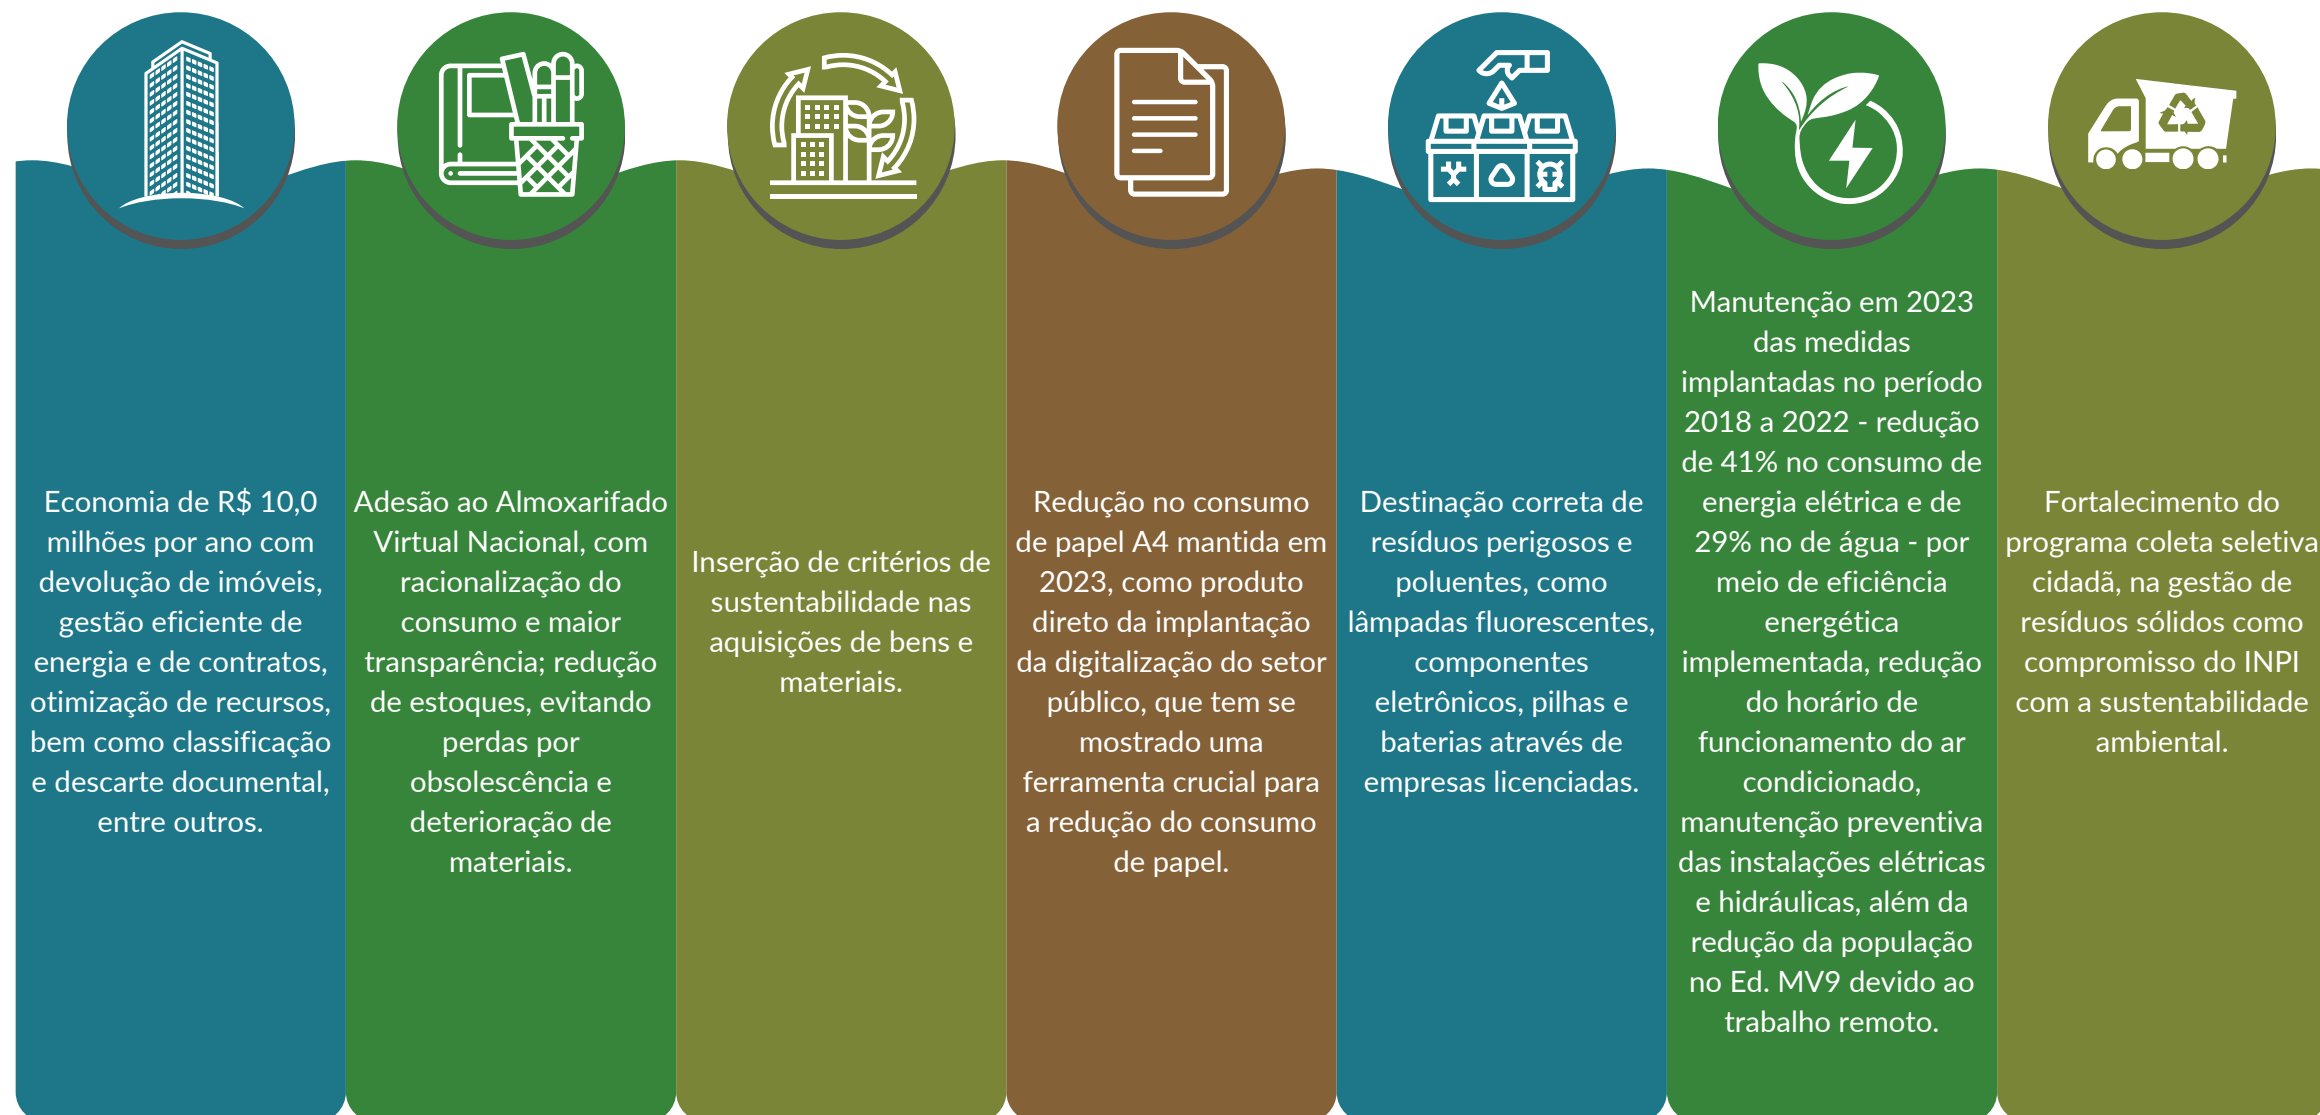 Economia de R$ 10,0
milhões por ano com
devolução de imóveis,
gestão eficiente de
energia e de contratos,
otimização de recursos,
bem como classificação
e descarte documental,
entre outros.
Adesão ao Almoxarifado
Virtual Nacional, com
racionalização do
consumo e maior
transparência; redução
de estoques, evitando
perdas por
obsolescência e
deterioração de
materiais.
Inserção de critérios de
sustentabilidade nas
aquisições de bens e
materiais.
Redução no consumo
de papel A4 mantida em
2023, como produto
direto da implantação
da digitalização do setor
público, que tem se
mostrado uma
ferramenta crucial para
a redução do consumo
de papel.
Destinação correta de
resíduos perigosos e
poluentes, como
lâmpadas fluorescentes,
componentes
eletrônicos, pilhas e
baterias através de
empresas licenciadas.
Manutenção em 2023
das medidas
implantadas no período
2018 a 2022 - redução
de 41% no consumo de
energia elétrica e de
29% no de água - por
meio de eficiência
energética
implementada, redução
do horário de
funcionamento do ar
condicionado,
manutenção preventiva
das instalações elétricas
e hidráulicas, além da
redução da população
no Ed. MV9 devido ao
trabalho remoto.
Fortalecimento do
programa coleta seletiva
cidadã, na gestão de
resíduos sólidos como
compromisso do INPI
com a sustentabilidade
ambiental.